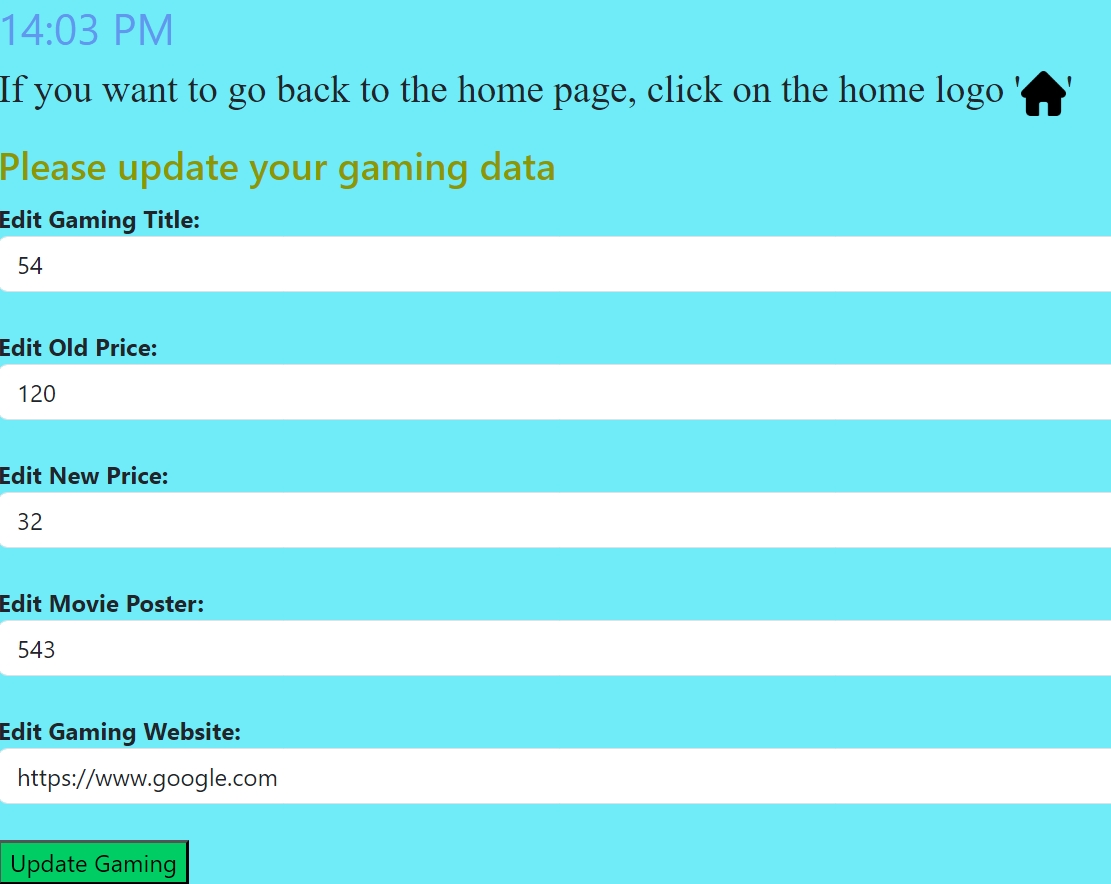 14:03 PM
If you want to go back to the home page, click on the home logo ' '
Please update your gaming data
Edit Gaming Title:
54
Edit Old Price:
120
Edit New Price:
32
Edit Movie Poster:
543
Edit Gaming Website:
https://www.google.com
Update Gaming